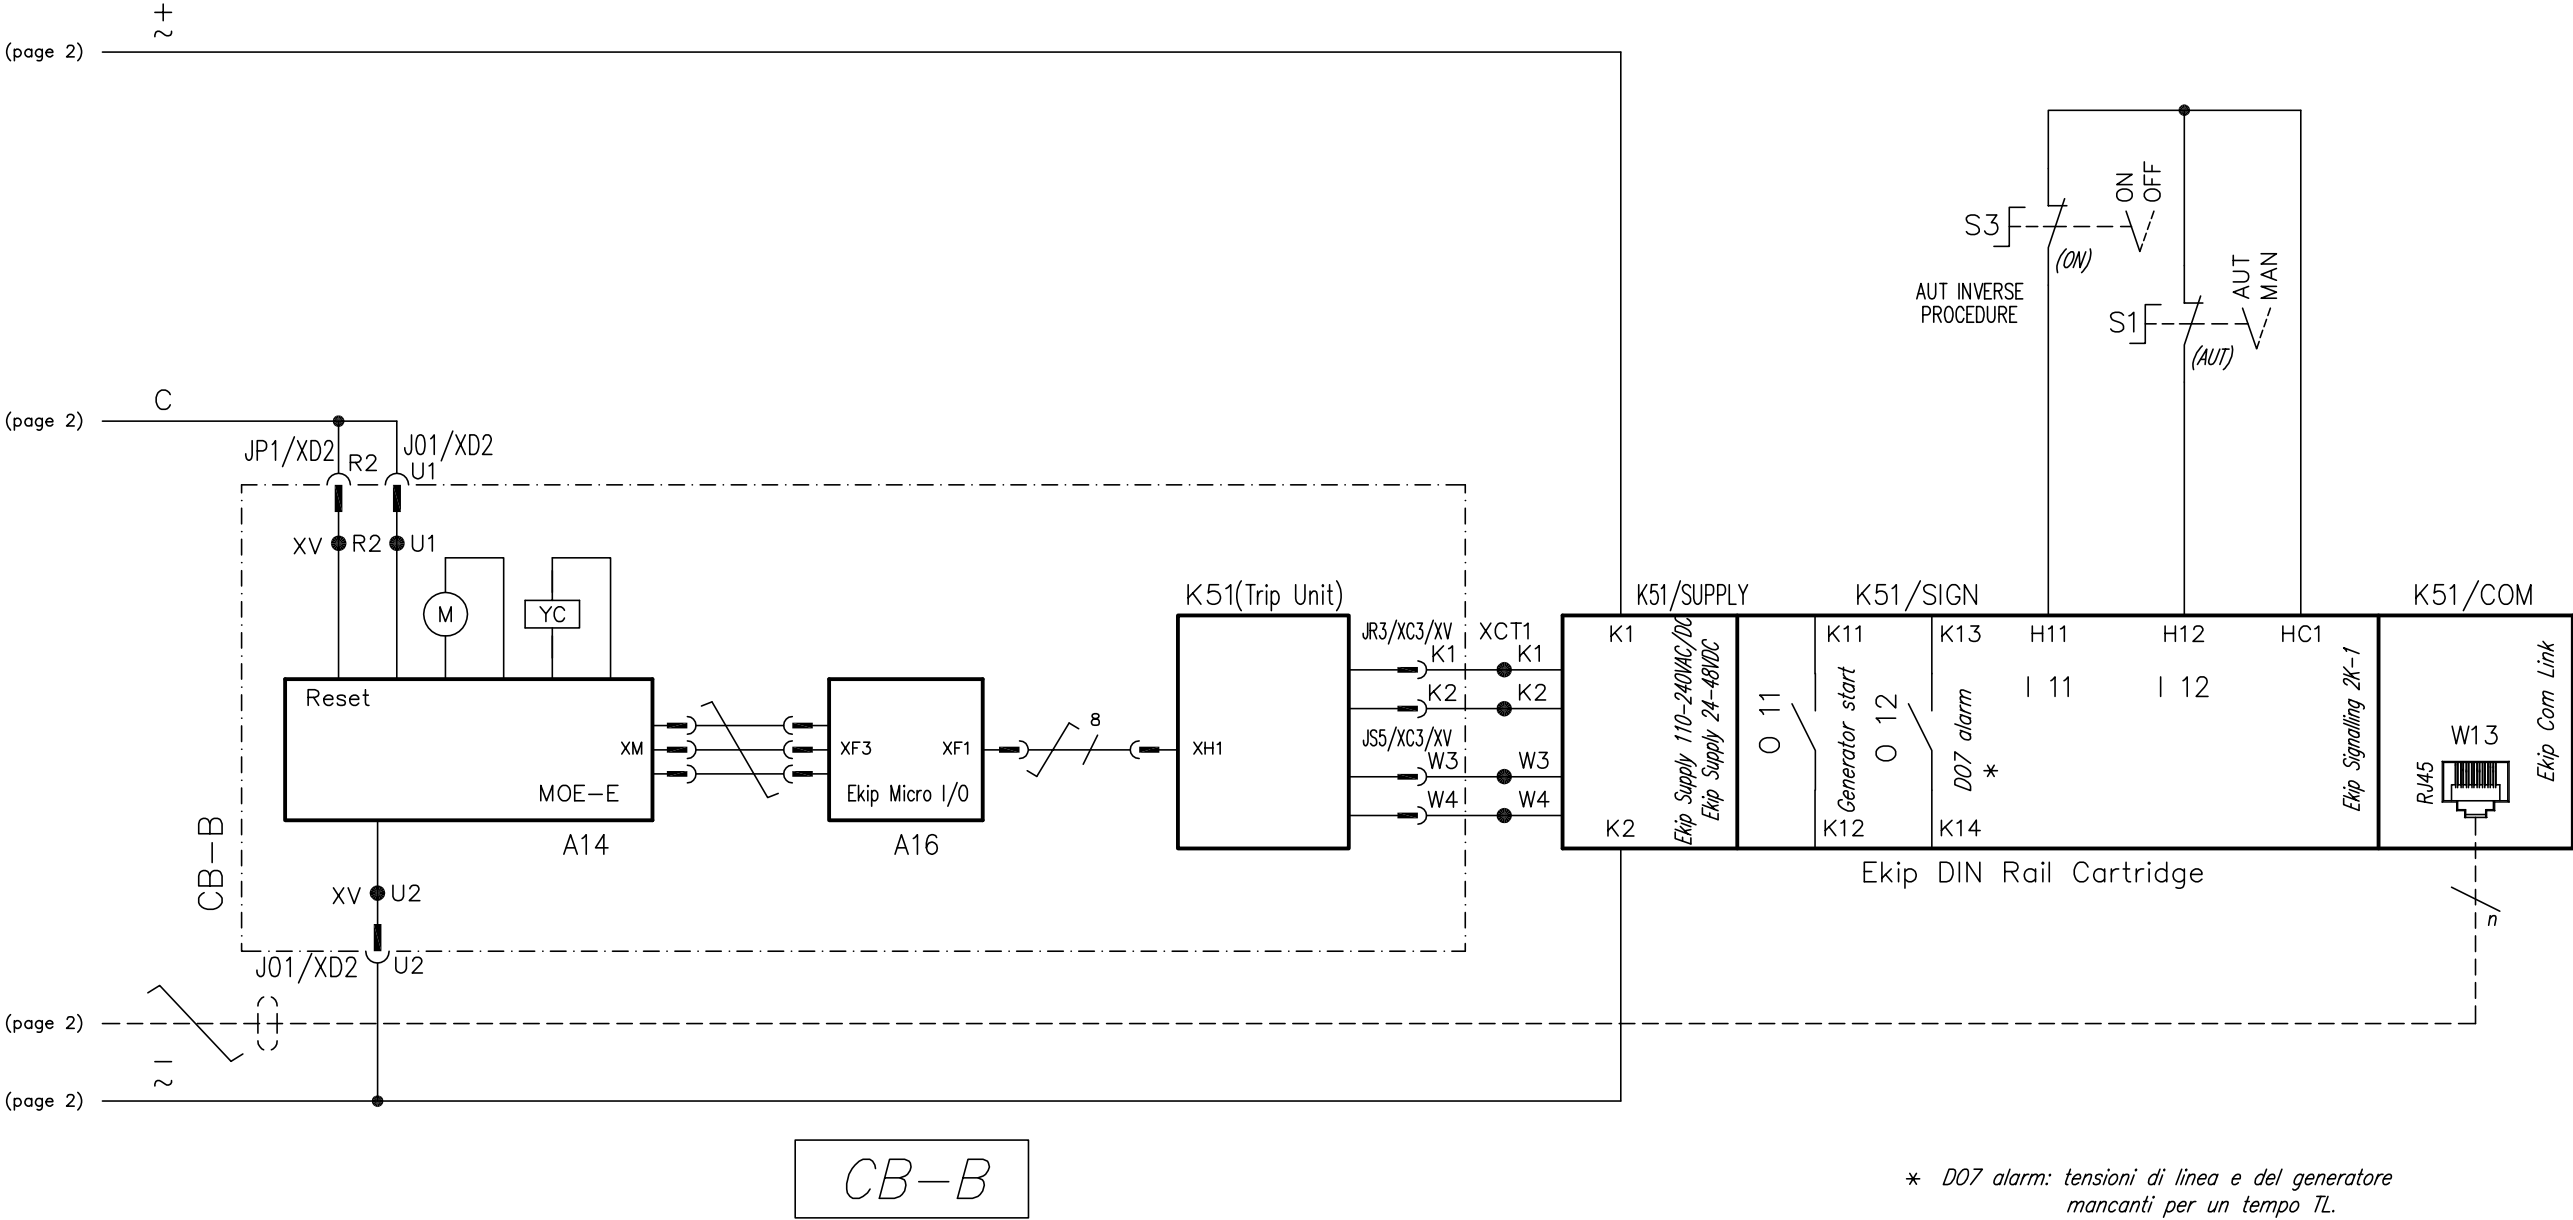 +
~
(page 2)
ON
OFF
S3
(ON)
AUT INVERSE
PROCEDURE
AUT
MAN
S1
(AUT)
C
(page 2)
JP1/XD2
R2
J01/XD2
U1
XV
R2
U1
M
YC
K51(Trip Unit)
K51/SUPPLY
K51/SIGN
K51/COM
JR3/XC3/XV
XCT1
K1
K1
K2
K2
JS5/XC3/XV
W3
W3
W4
W4
K1
K2
Ekip Supply 110-240VAC/DC
Ekip Supply 24-48VDC
K11
K13
H11
H12
HC1
O 11
Generator start
O 12
D07 alarm
*
I 11
I 12
K12
K14
Ekip Signalling 2K-1
Ekip Com Link
W13
RJ45
Reset
XM
MOE-E
XF3
XF1
Ekip Micro I/O
8
XH1
A14
A16
CB-B
Ekip DIN Rail Cartridge
n
XV
U2
J01/XD2
U2
(page 2)
–
~
(page 2)
CB-B
* D07 alarm: tensioni di linea e del generatore
mancanti per un tempo TL.